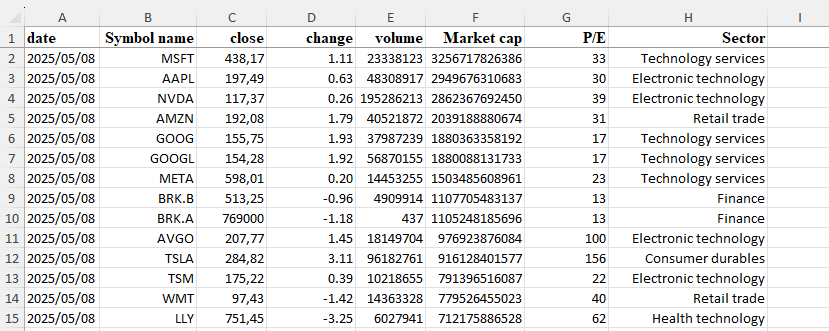 A B C D E F G H I
1 date Symbol name close change volume Market cap P/E Sector
2 2025/05/08 MSFT 438,17 1.11 23338123 3256717826386 33 Technology services
3 2025/05/08 AAPL 197,49 0.63 48308917 2949676310683 30 Electronic technology
4 2025/05/08 NVDA 117,37 0.26 195286213 2862367692450 39 Electronic technology
5 2025/05/08 AMZN 192,08 1.79 40521872 2039188880674 31 Retail trade
6 2025/05/08 GOOG 155,75 1.93 37987239 1880363358192 17 Technology services
7 2025/05/08 GOOGL 154,28 1.92 56870155 1880088131733 17 Technology services
8 2025/05/08 META 598,01 0.20 14453255 1503485608961 23 Technology services
9 2025/05/08 BRK.B 513,25 -0.96 4909914 1107705483137 13 Finance
10 2025/05/08 BRK.A 769000 -1.18 437 1105248185696 13 Finance
11 2025/05/08 AVGO 207,77 1.45 18149704 976923876084 100 Electronic technology
12 2025/05/08 TSLA 284,82 3.11 96182761 916128401577 156 Consumer durables
13 2025/05/08 TSM 175,22 0.39 10218655 791396516087 22 Electronic technology
14 2025/05/08 WMT 97,43 -1.42 14363328 779526455023 40 Retail trade
15 2025/05/08 LLY 751,45 -3.25 6027941 712175886528 62 Health technology